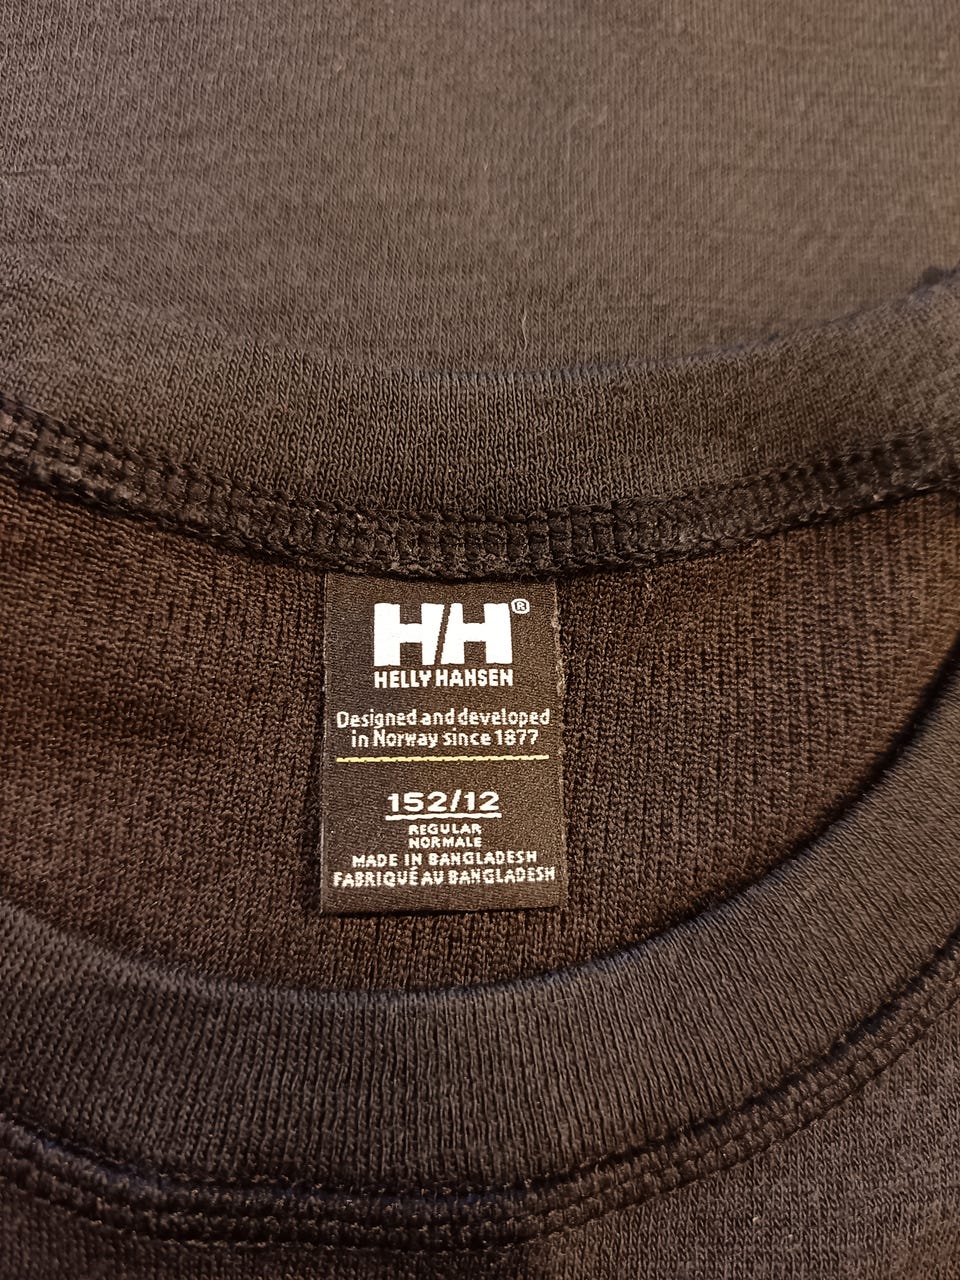 HH®
HELLY HANSEN
Designed and developed
in Norway since 1877
152/12
REGULAR
NORMALE
MADE IN BANGLADESH
FABRIQUÉ AU BANGLADESH